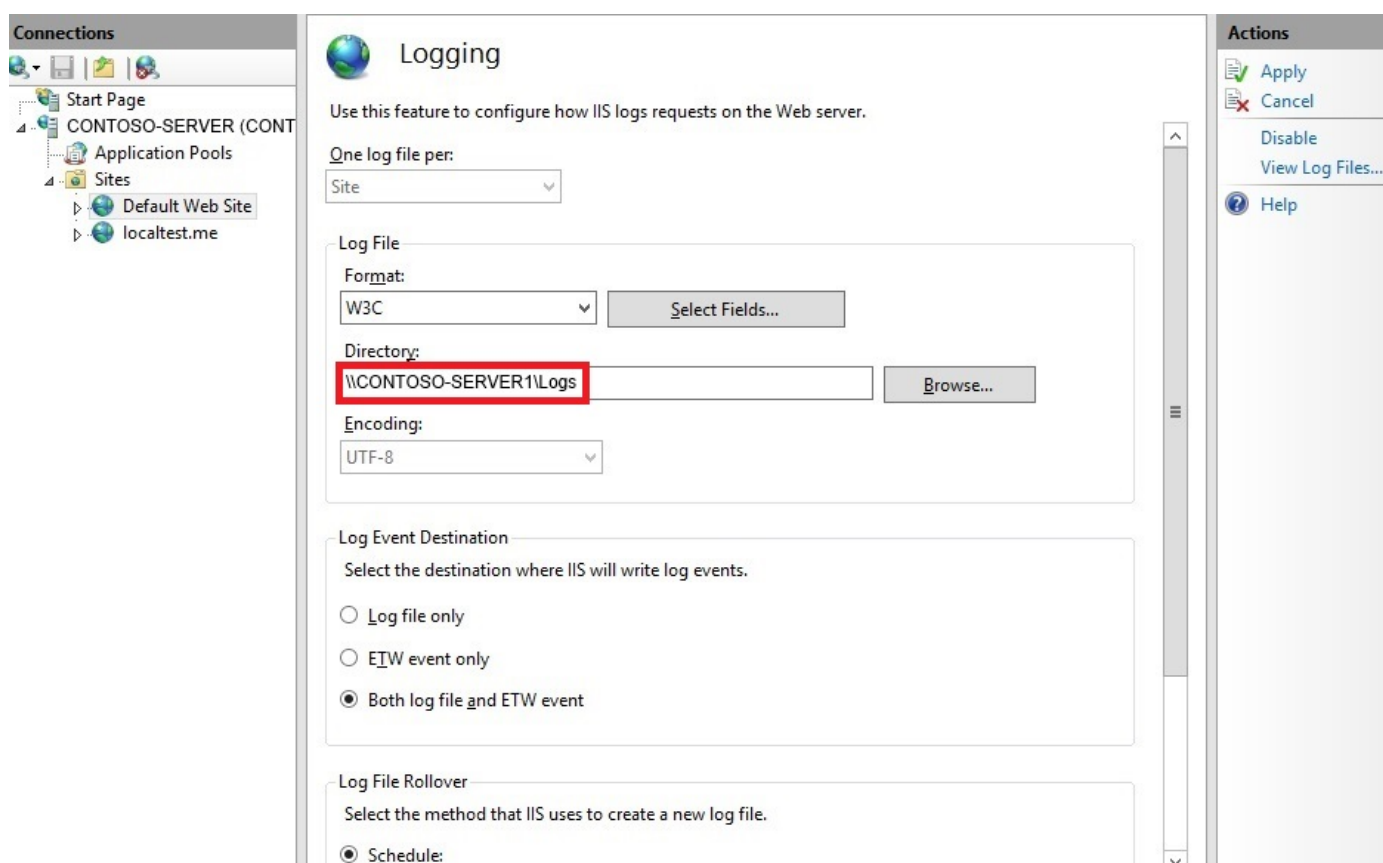 Connections
Start Page
CONTOSO-SERVER (CONT
Application Pools
Sites
Default Web Site
localtest.me
Logging
Use this feature to configure how IIS logs requests on the Web server.
One log file per:
Site
Log File
Format:
W3C
Select Fields...
Directory:
\\CONTOSO-SERVER1\Logs
Browse...
Encoding:
UTF-8
Log Event Destination
Select the destination where IIS will write log events.
Log file only
ETW event only
Both log file and ETW event
Log File Rollover
Select the method that IIS uses to create a new log file.
Schedule:
Actions
Apply
Cancel
Disable
View Log Files...
Help